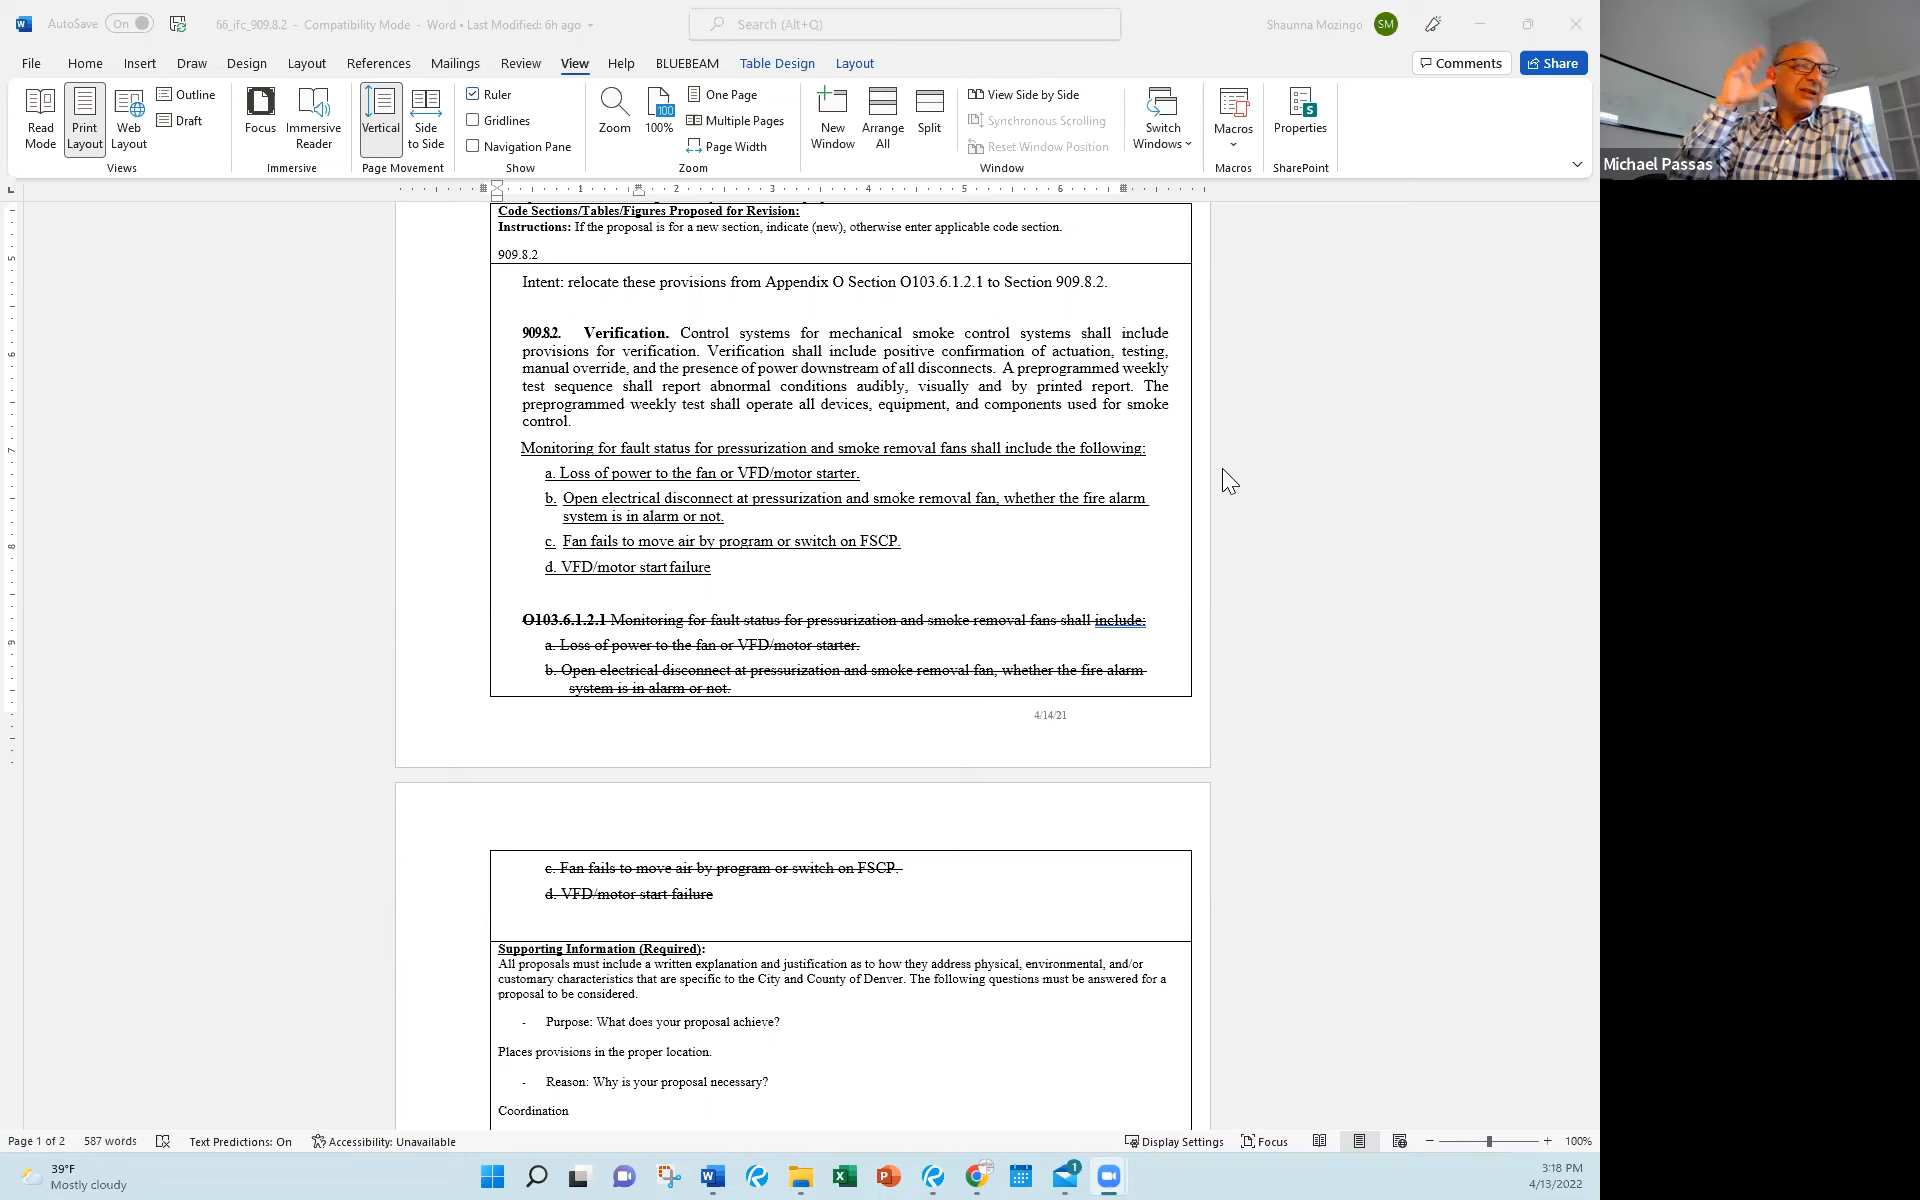 AutoSave On 66_ifc_909.8.2 - Compatibility Mode - Word • Last Modified: 6h ago Search (Alt+Q) Shaunna Mozingo SM
File Home Insert Draw Design Layout References Mailings Review View Help BLUEBEAM Table Design Layout Comments Share
Read Mode
Print Layout
Web Layout
Outline
Draft
Views
Focus
Immersive Reader
Immersive
Vertical
Side to Side
Page Movement
Ruler
Gridlines
Navigation Pane
Show
Zoom
100
100%
One Page
Multiple Pages
Page Width
Zoom
New Window
Arrange All
Split
View Side by Side
Synchronous Scrolling
Reset Window Position
Window
Switch Windows
Macros
Macros
Properties
SharePoint
Michael Passas
1 2 3 4 5 6
5
6
7
8
9
Code Sections/Tables/Figures Proposed for Revision:
Instructions: If the proposal is for a new section, indicate (new), otherwise enter applicable code section.
909.8.2
Intent: relocate these provisions from Appendix O Section O103.6.1.2.1 to Section 909.8.2.
909.8.2. Verification. Control systems for mechanical smoke control systems shall include
provisions for verification. Verification shall include positive confirmation of actuation, testing,
manual override, and the presence of power downstream of all disconnects. A preprogrammed weekly
test sequence shall report abnormal conditions audibly, visually and by printed report. The
preprogrammed weekly test shall operate all devices, equipment, and components used for smoke
control.
Monitoring for fault status for pressurization and smoke removal fans shall include the following:
a. Loss of power to the fan or VFD/motor starter.
b. Open electrical disconnect at pressurization and smoke removal fan, whether the fire alarm
system is in alarm or not.
c. Fan fails to move air by program or switch on FSCP.
d. VFD/motor start failure
O103.6.1.2.1 Monitoring for fault status for pressurization and smoke removal fans shall include:
a. Loss of power to the fan or VFD/motor starter.
b. Open electrical disconnect at pressurization and smoke removal fan, whether the fire alarm
system is in alarm or not.
4/14/21
c. Fan fails to move air by program or switch on FSCP.
d. VFD/motor start failure
Supporting Information (Required):
All proposals must include a written explanation and justification as to how they address physical, environmental, and/or
customary characteristics that are specific to the City and County of Denver. The following questions must be answered for a
proposal to be considered.
- Purpose: What does your proposal achieve?
Places provisions in the proper location.
- Reason: Why is your proposal necessary?
Coordination
Page 1 of 2 587 words Text Predictions: On Accessibility: Unavailable Display Settings Focus 100%
39°F
Mostly cloudy
1
3:18 PM
4/13/2022